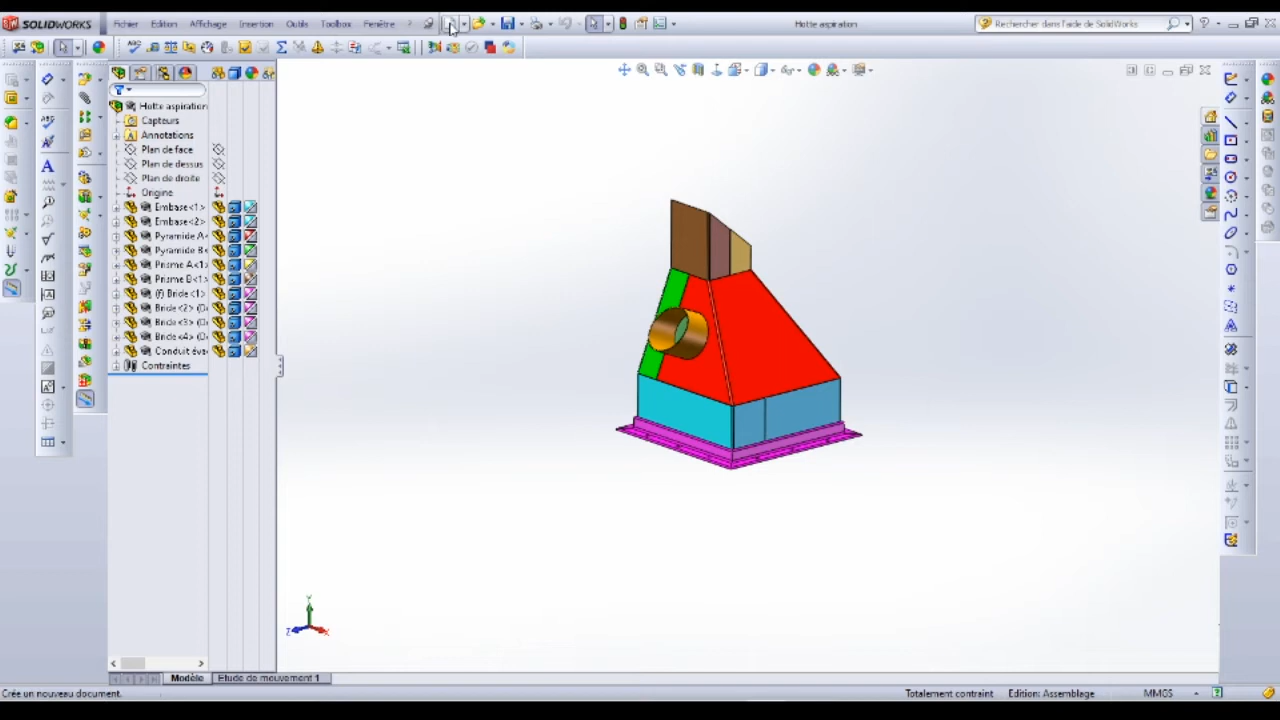 SOLIDWORKS Fichier Edition Affichage Insertion Outils Toolbox Fenêtre ? Hotte aspiration Rechercher dans l'aide de SolidWorks
Hotte aspiration
Capteurs
Annotations
Plan de face
Plan de dessus
Plan de droite
Origine
Embase<1>
Embase<2>
Pyramide A<
Pyramide B<
Prisme A<1>
Prisme B<1>
(f) Bride<1>
Bride<2> (D
Bride<3> (D
Bride<4> (D
Conduit éva
Contraintes
Y
Z X
Modèle Etude de mouvement 1
Crée un nouveau document. Totalement contraint Edition: Assemblage MMGS